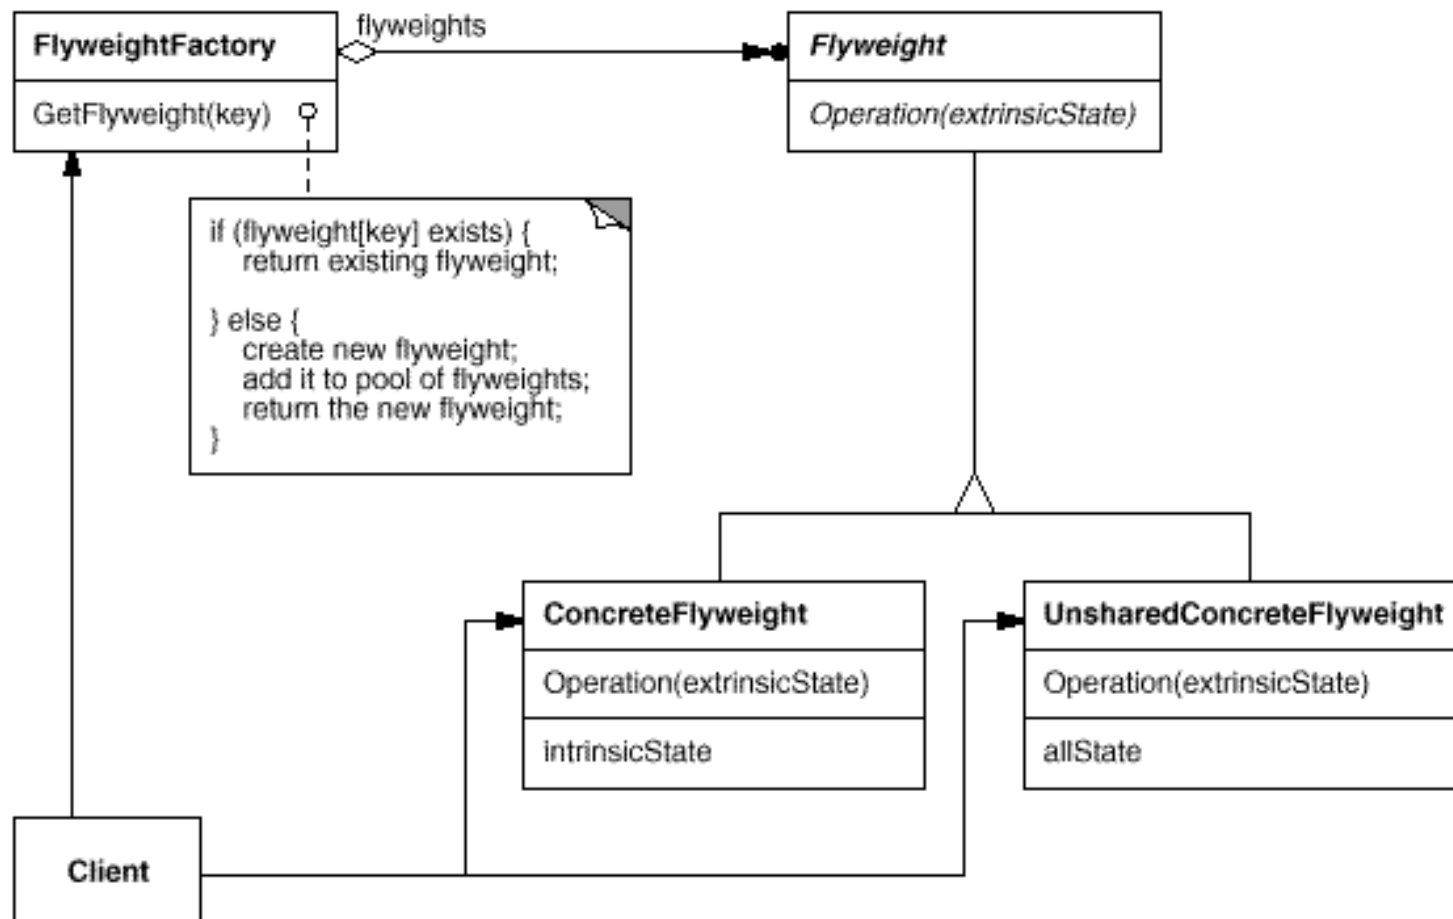 FlyweightFactory
flyweights
Flyweight
GetFlyweight(key)
Operation(extrinsicState)
if (flyweight[key] exists) {
return existing flyweight;
} else {
create new flyweight;
add it to pool of flyweights;
return the new flyweight;
}
ConcreteFlyweight
UnsharedConcreteFlyweight
Operation(extrinsicState)
Operation(extrinsicState)
intrinsicState
allState
Client